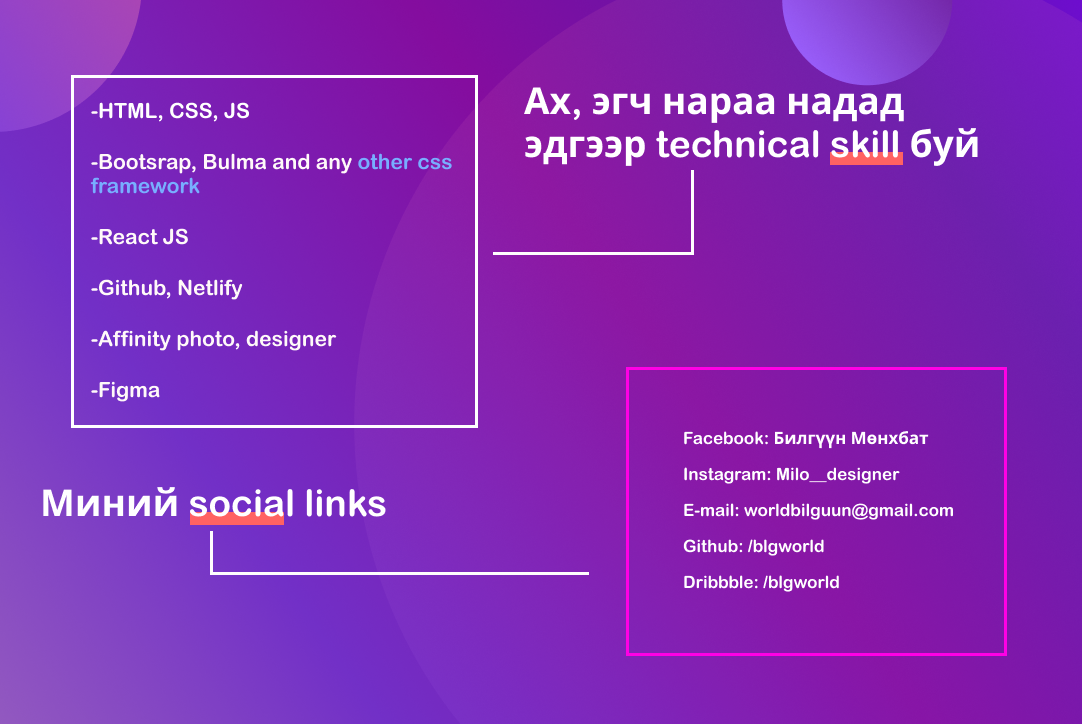 -HTML, CSS, JS
-Bootsrap, Bulma and any other css
framework
-React JS
-Github, Netlify
-Affinity photo, designer
-Figma
Ах, эгч нараа надад
эдгээр technical skill буй
Миний social links
Facebook: Билгүүн Мөнхбат
Instagram: Milo__designer
E-mail: worldbilguun@gmail.com
Github: /blgworld
Dribbble: /blgworld